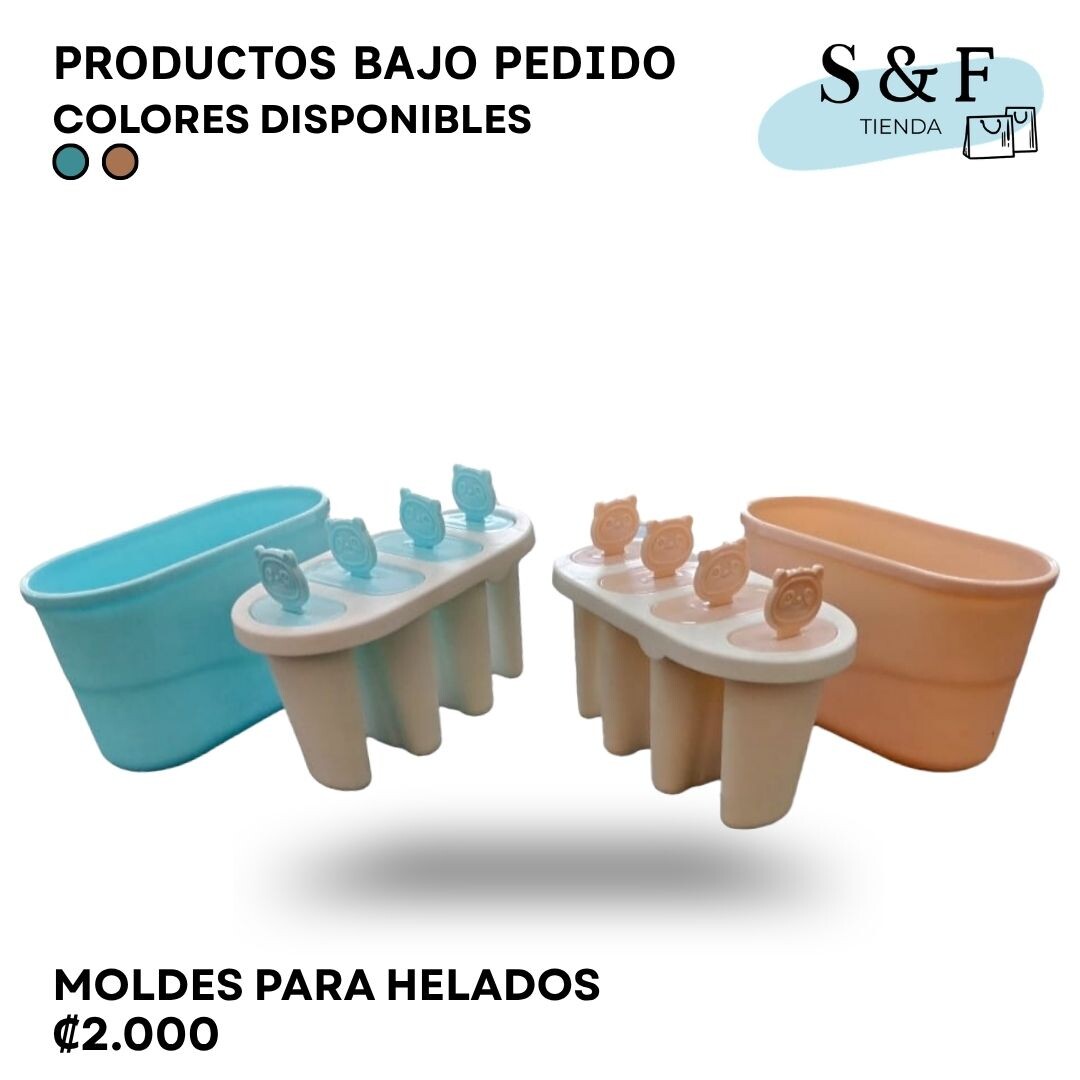 PRODUCTOS BAJO PEDIDO
COLORES DISPONIBLES
S & F
TIENDA
MOLDES PARA HELADOS
₡2.000